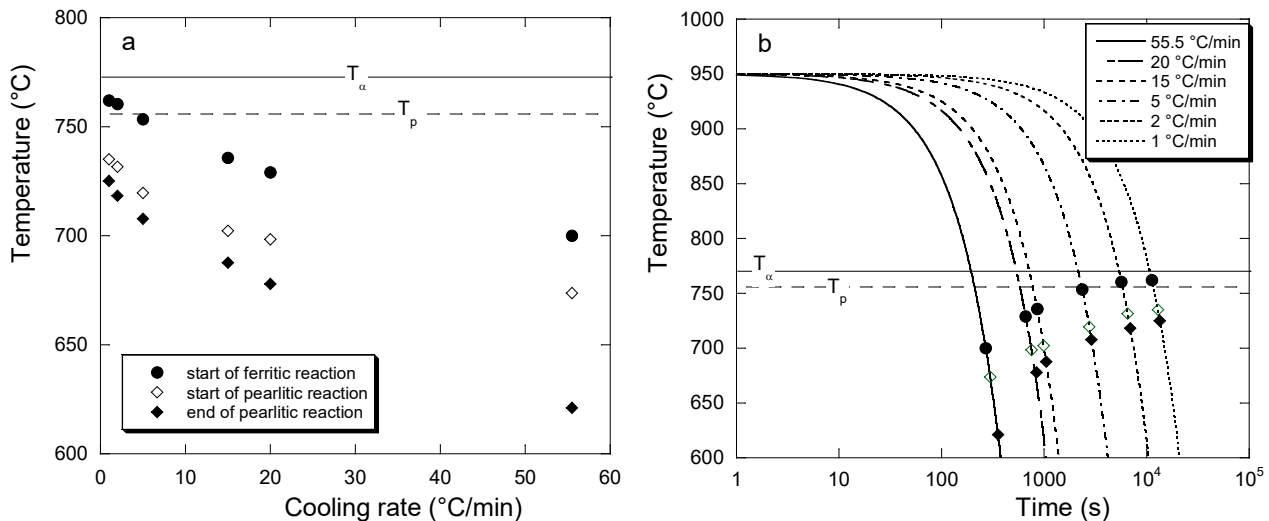 a
800
750
700
650
600
Temperature (°C)
Tα
Tp
start of ferritic reaction
start of pearlitic reaction
end of pearlitic reaction
0
10
20
30
40
50
60
Cooling rate (°C/min)
b
1000
950
900
850
800
750
700
650
600
Temperature (°C)
55.5 °C/min
20 °C/min
15 °C/min
5 °C/min
2 °C/min
1 °C/min
Tα
Tp
1
10
100
1000
10⁴
10⁵
Time (s)